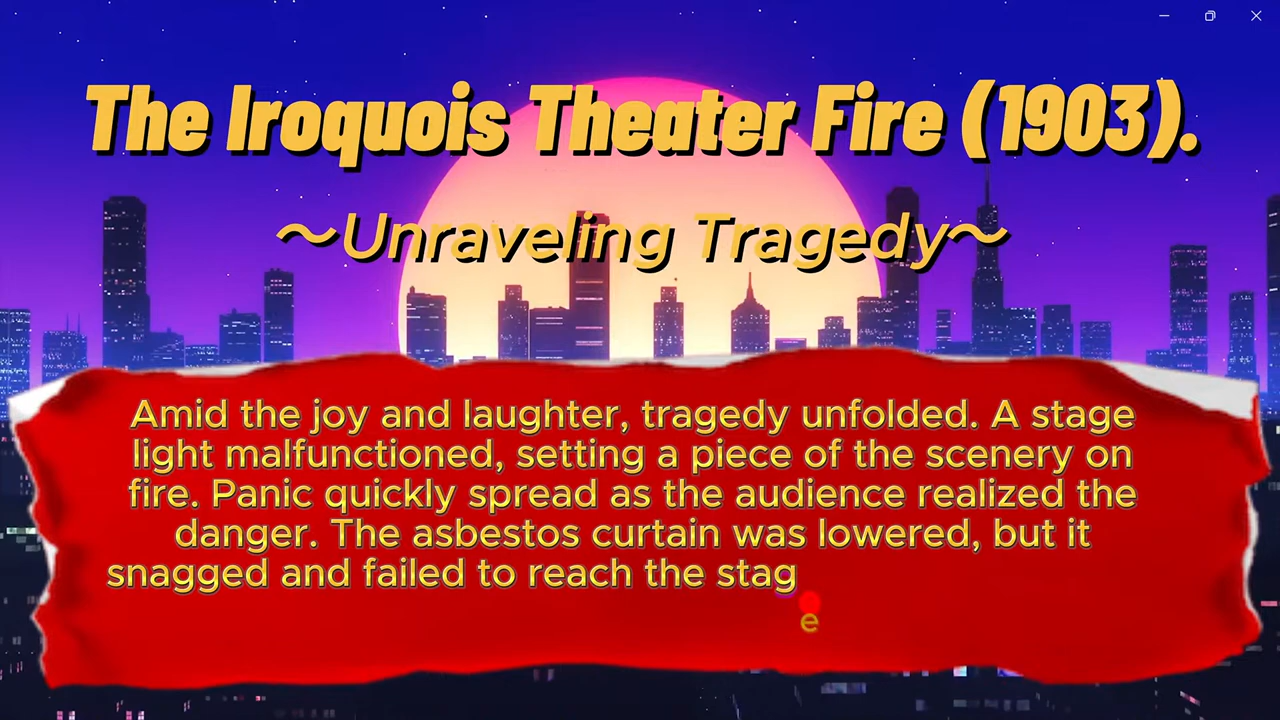 The Iroquois Theater Fire (1903).
～Unraveling Tragedy～
Amid the joy and laughter, tragedy unfolded. A stage
light malfunctioned, setting a piece of the scenery on
fire. Panic quickly spread as the audience realized the
danger. The asbestos curtain was lowered, but it
snagged and failed to reach the stage